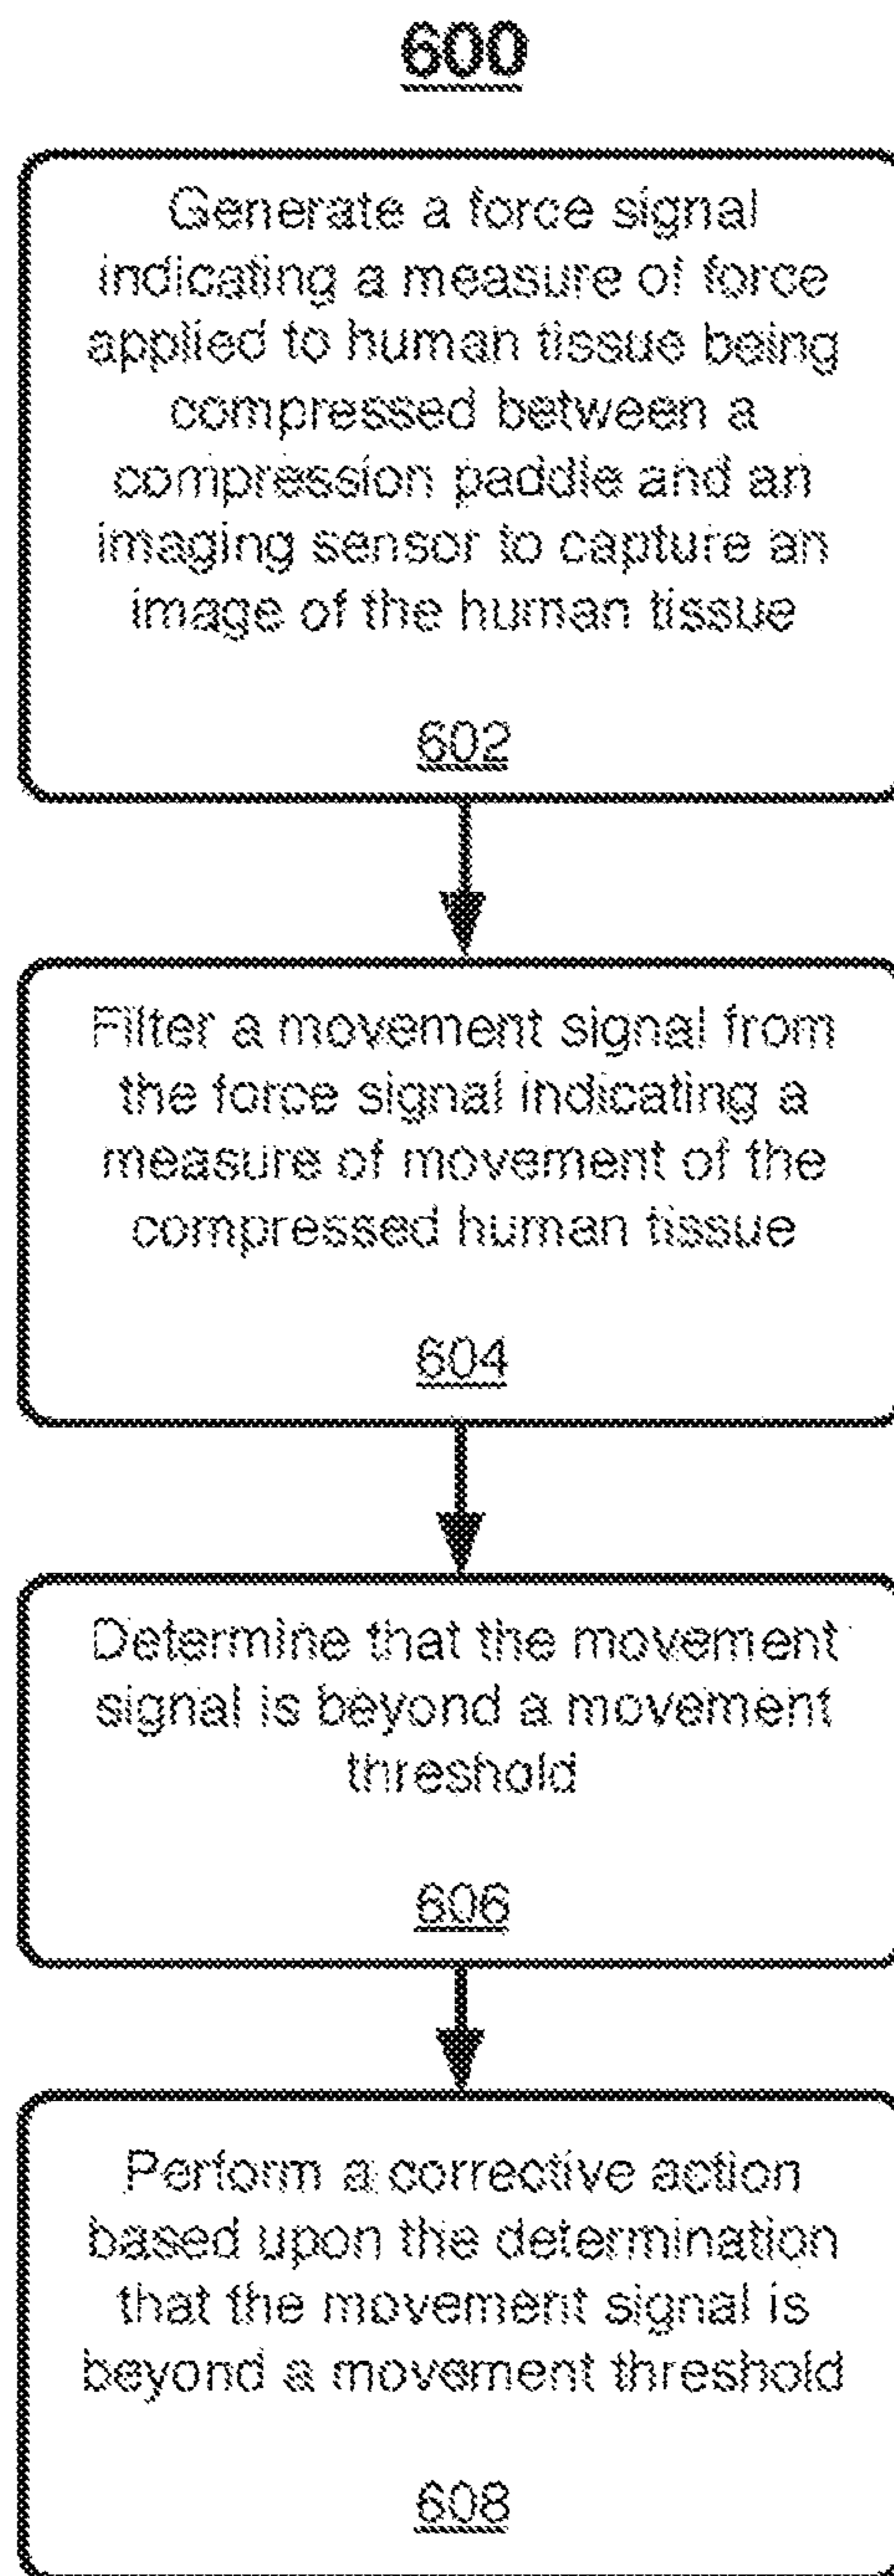 600
Generate a force signal
indicating a measure of force
applied to human tissue being
compressed between a
compression paddle and an
imaging sensor to capture an
image of the human tissue
602
Filter a movement signal from
the force signal indicating a
measure of movement of the
compressed human tissue
604
Determine that the movement
signal is beyond a movement
threshold
606
Perform a corrective action
based upon the determination
that the movement signal is
beyond a movement threshold
608